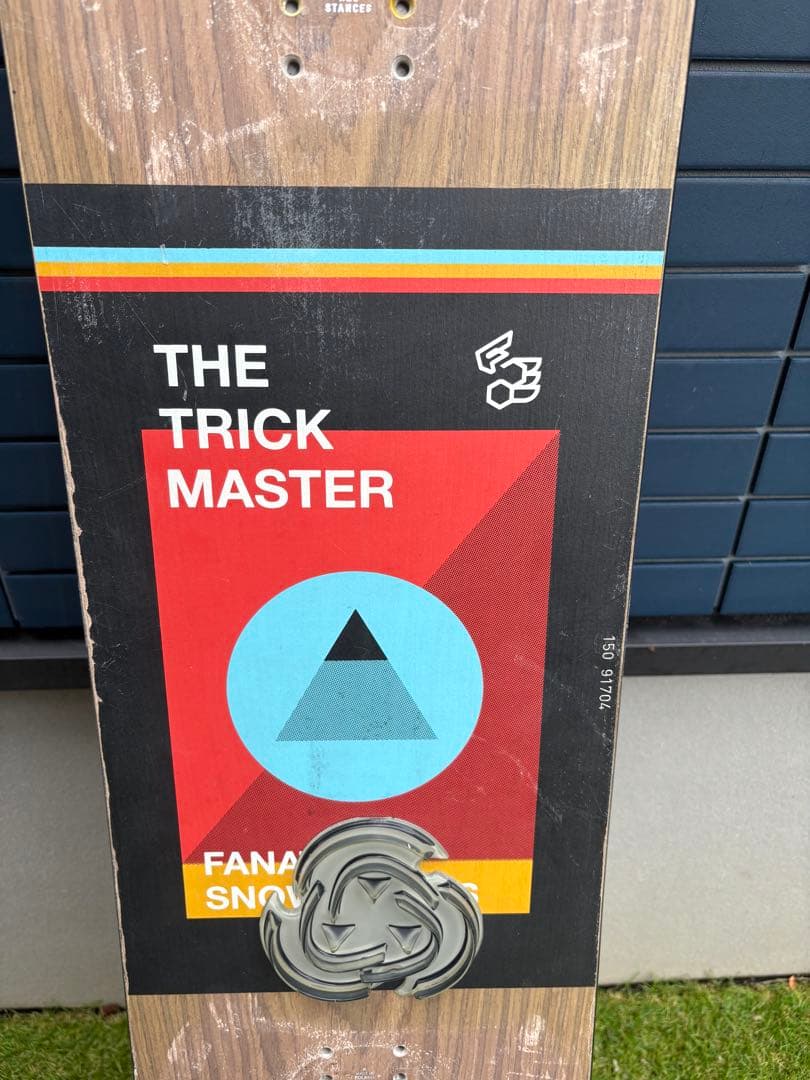 STANCES
THE
TRICK
MASTER
150 91704
FANA
SNOW